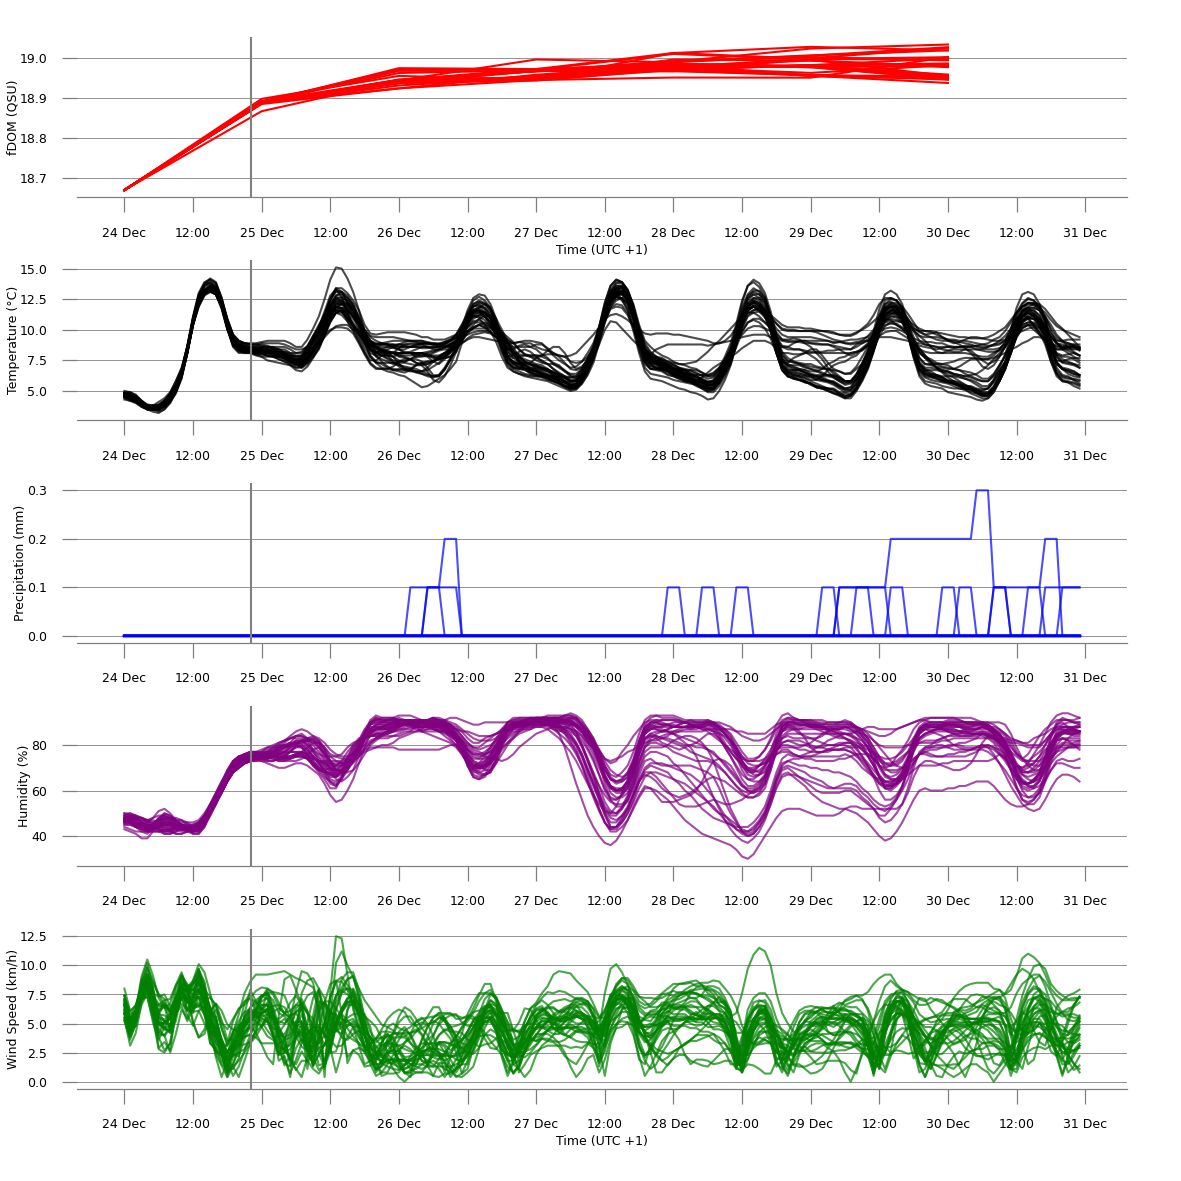 fDOM (QSU)
19.0
18.9
18.8
18.7
24 Dec 12:00 25 Dec 12:00 26 Dec 12:00 27 Dec 12:00 28 Dec 12:00 29 Dec 12:00 30 Dec 12:00 31 Dec
Time (UTC +1)
Temperature (°C)
15.0
12.5
10.0
7.5
5.0
24 Dec 12:00 25 Dec 12:00 26 Dec 12:00 27 Dec 12:00 28 Dec 12:00 29 Dec 12:00 30 Dec 12:00 31 Dec
Precipitation (mm)
0.3
0.2
0.1
0.0
24 Dec 12:00 25 Dec 12:00 26 Dec 12:00 27 Dec 12:00 28 Dec 12:00 29 Dec 12:00 30 Dec 12:00 31 Dec
Humidity (%)
80
60
40
24 Dec 12:00 25 Dec 12:00 26 Dec 12:00 27 Dec 12:00 28 Dec 12:00 29 Dec 12:00 30 Dec 12:00 31 Dec
Wind Speed (km/h)
12.5
10.0
7.5
5.0
2.5
0.0
24 Dec 12:00 25 Dec 12:00 26 Dec 12:00 27 Dec 12:00 28 Dec 12:00 29 Dec 12:00 30 Dec 12:00 31 Dec
Time (UTC +1)